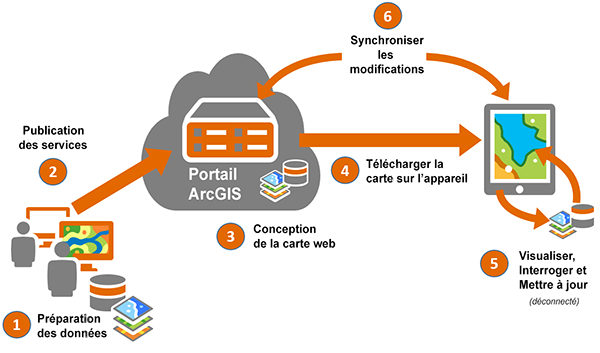 6
Synchroniser
les
modifications
Publication
des services
2
Portail
ArcGIS
4
Télécharger la
carte sur l'appareil
3
Conception
de la carte web
5
Visualiser,
Interroger et
Mettre à jour
(déconnecté)
1
Préparation
des données